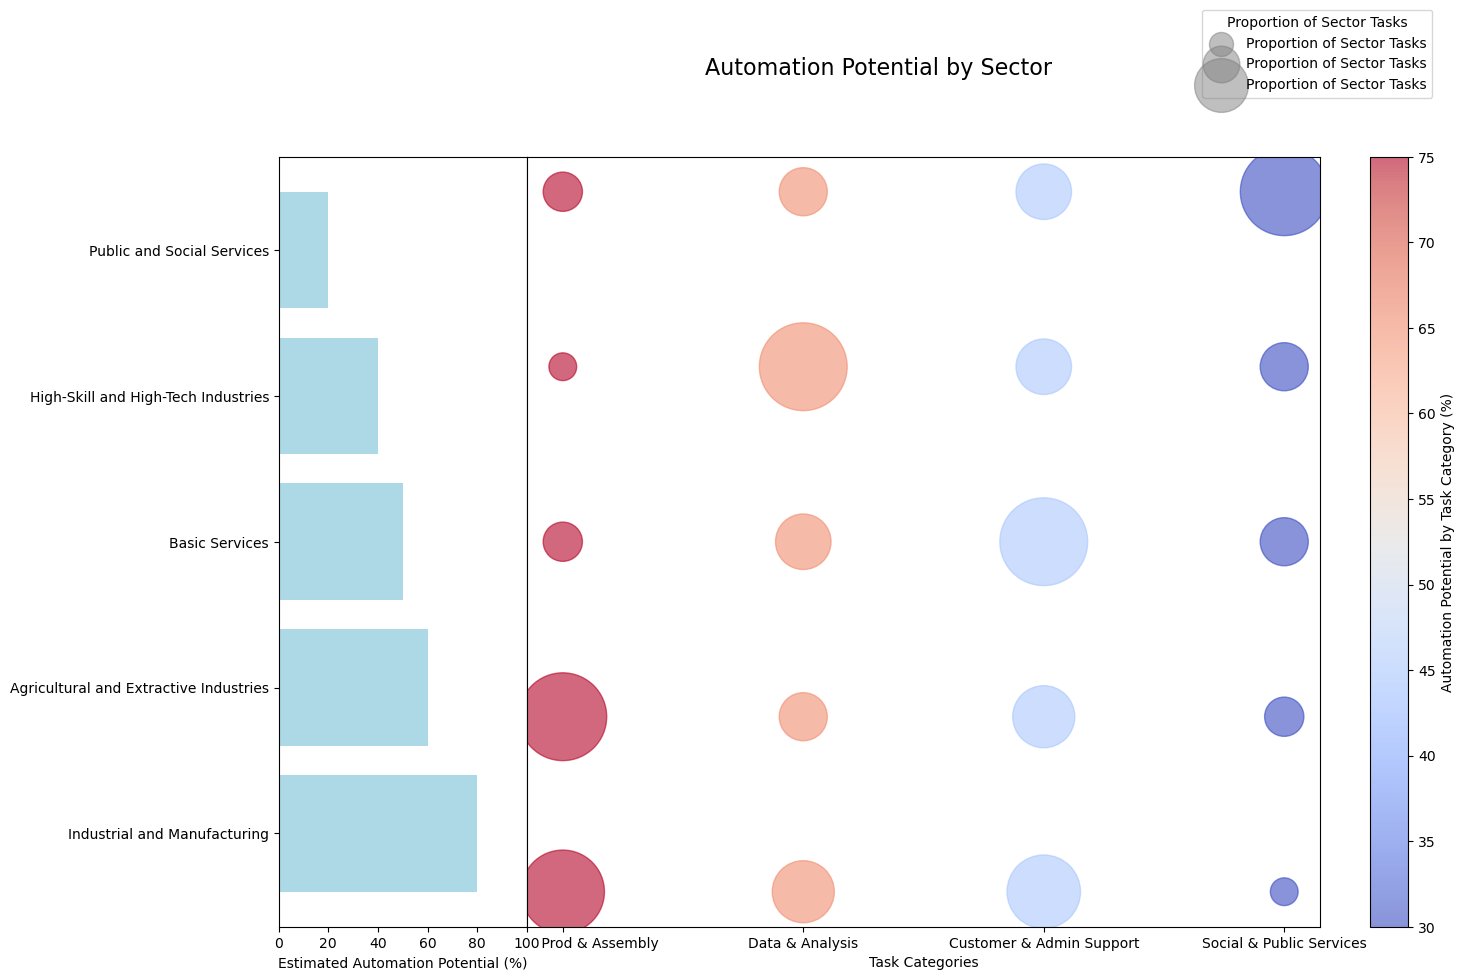 Proportion of Sector Tasks
Proportion of Sector Tasks
Proportion of Sector Tasks
Proportion of Sector Tasks
Automation Potential by Sector
Public and Social Services
High-Skill and High-Tech Industries
Basic Services
Agricultural and Extractive Industries
Industrial and Manufacturing
0 20 40 60 80 100
Estimated Automation Potential (%)
Prod & Assembly Data & Analysis Customer & Admin Support Social & Public Services
Task Categories
75
70
65
60
55
50
45
40
35
30
Automation Potential by Task Category (%)